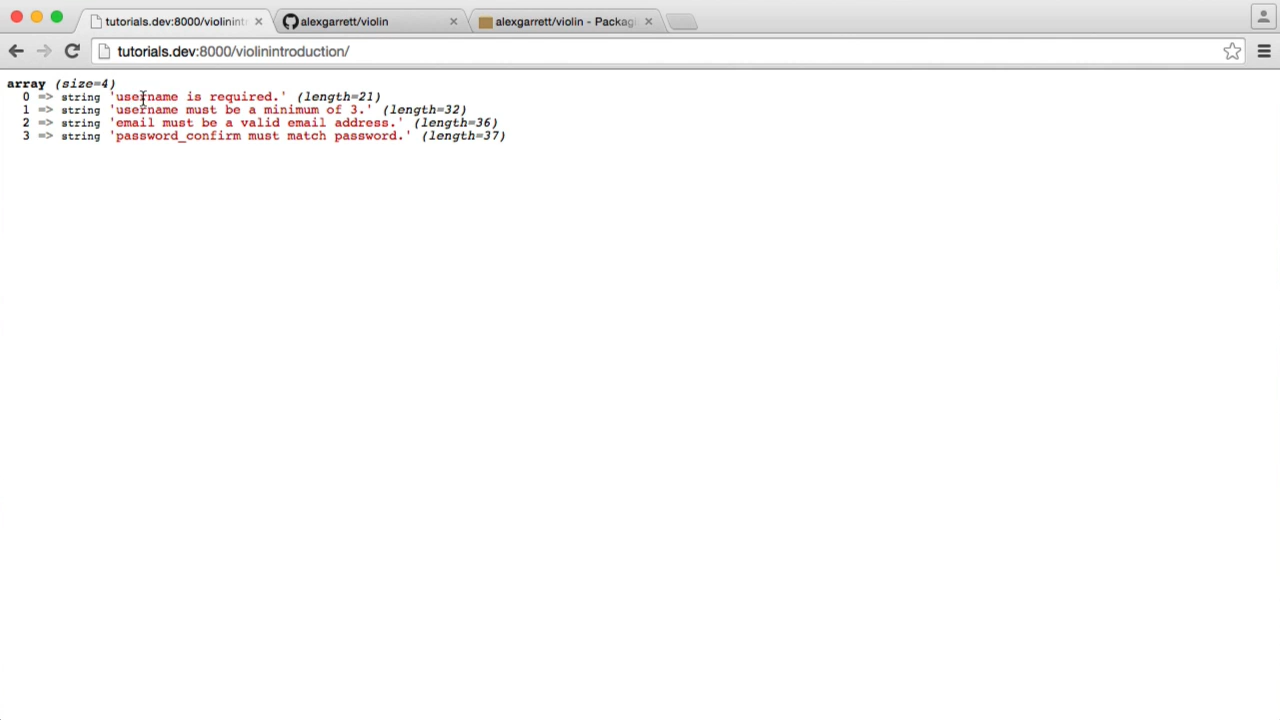 tutorials.dev:8000/violinint
alexgarrett/violin
alexgarrett/violin - Packag
tutorials.dev:8000/violinintroduction/
array (size=4)
0 => string 'username is required.' (length=21)
1 => string 'username must be a minimum of 3.' (length=32)
2 => string 'email must be a valid email address.' (length=36)
3 => string 'password_confirm must match password.' (length=37)